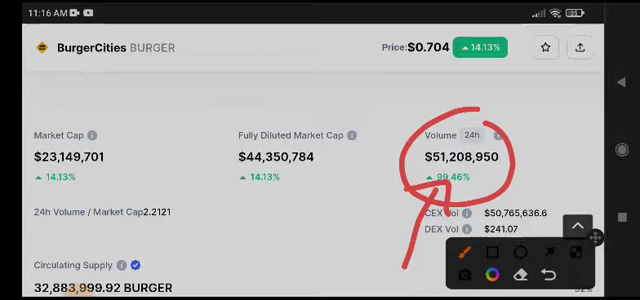 11:16 AM
53
BurgerCities BURGER
Price:$0.704 14.13%
Market Cap Fully Diluted Market Cap Volume 24h
$23,149,701 $44,350,784 $51,208,950
14.13% 14.13% 99.46%
24h Volume / Market Cap2.2121
CEX Vol $50,765,636.6
DEX Vol $241.07
Circulating Supply
32,883,999.92 BURGER